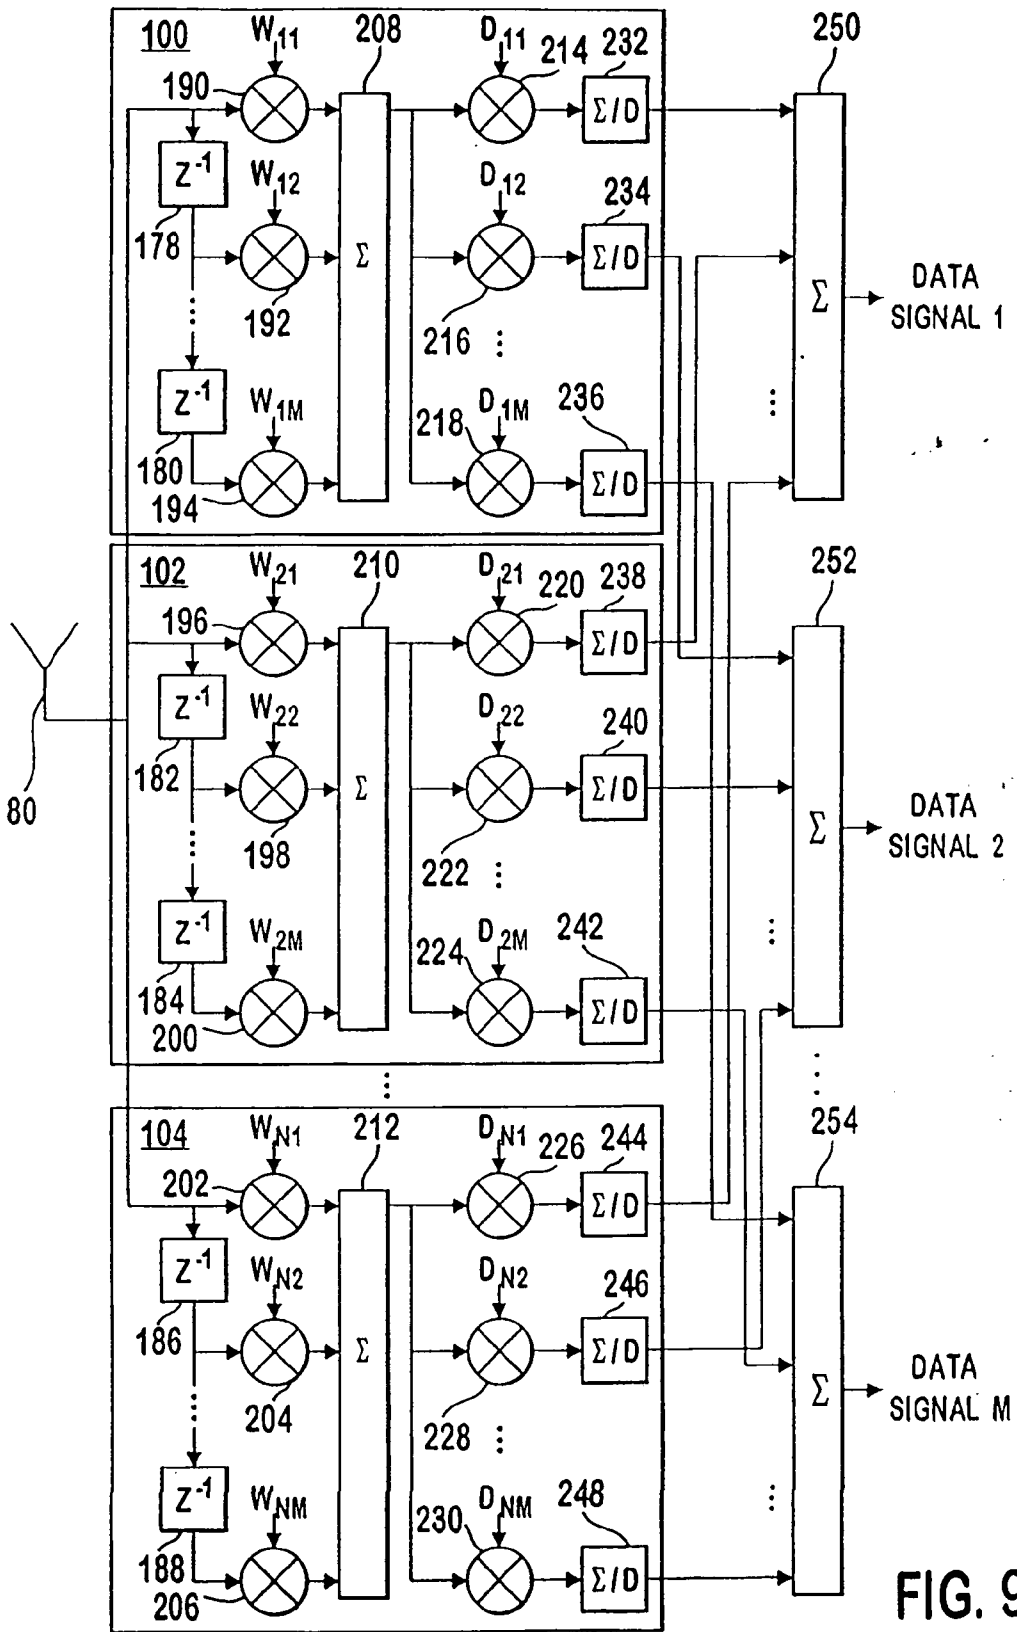 100
W11
208
D11
214
232
250
190
Σ/D
Z-1
178
W12
D12
234
192
Σ
216
Σ/D
Σ
DATA
SIGNAL 1
...
Z-1
180
W1M
218
D1M
236
194
Σ/D
102
W21
210
D21
220
238
252
196
Σ/D
80
Z-1
182
W22
D22
240
198
Σ
222
Σ/D
Σ
DATA
SIGNAL 2
Z-1
184
W2M
224
D2M
242
200
Σ/D
104
WN1
212
DN1
226
244
254
202
Σ/D
Z-1
186
WN2
DN2
246
204
Σ
228
Σ/D
Σ
DATA
SIGNAL M
Z-1
188
WNM
230
DNM
248
206
Σ/D
FIG. 9